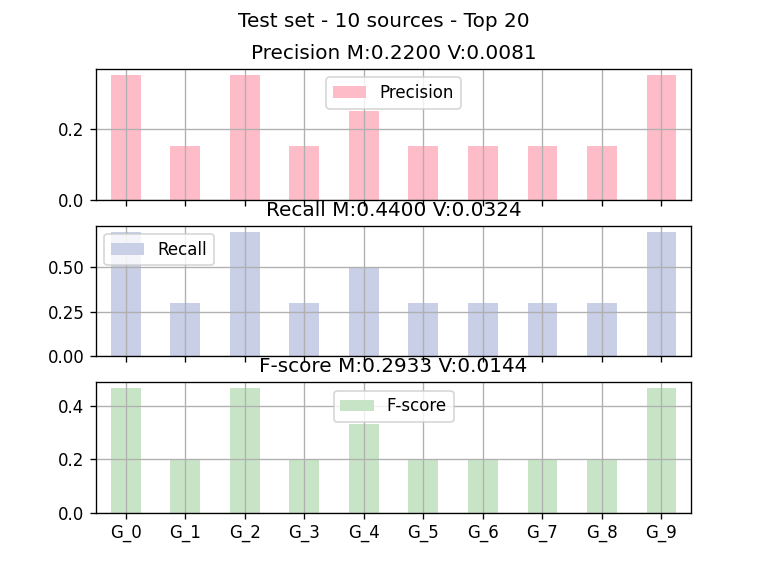 Test set - 10 sources - Top 20
Precision M:0.2200 V:0.0081
Precision
0.2
0.0
Recall M:0.4400 V:0.0324
Recall
0.50
0.25
0.00
F-score M:0.2933 V:0.0144
F-score
0.4
0.2
0.0
G_0 G_1 G_2 G_3 G_4 G_5 G_6 G_7 G_8 G_9